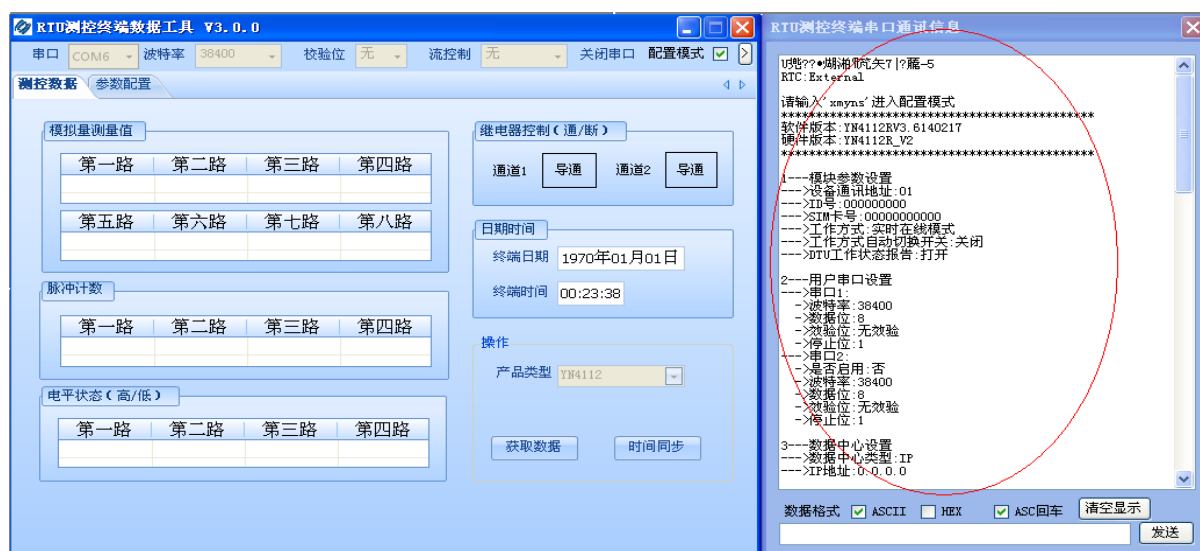 RTU测控终端数据工具 V3.0.0
串口 COM6 波特率 38400 校验位 无 流控制 无 关闭串口 配置模式
测控数据 参数配置
模拟量测量值
第一路 第二路 第三路 第四路
第五路 第六路 第七路 第八路
脉冲计数
第一路 第二路 第三路 第四路
电平状态(高/低)
第一路 第二路 第三路 第四路
继电器控制(通/断)
通道1 导通 通道2 导通
日期时间
终端日期 1970年01月01日
终端时间 00:23:38
操作
产品类型 YN4112
获取数据 时间同步
RTU测控终端串口通讯信息
RTC:External
请输入'xmyns'进入配置模式
*********************************************
软件版本:YN4112RV3.6140217
硬件版本:YN4112R_V2
*********************************************
1---模块参数设置
--->设备通讯地址:01
--->ID号:000000000
--->SIM卡号:00000000000
--->工作方式:实时在线模式
--->工作方式自动切换开关:关闭
--->DTU工作状态报告:打开
2---用户串口设置
--->串口1:
->波特率:38400
->数据位:8
->效验位:无效验
->停止位:1
--->串口2:
->是否启用:否
->波特率:38400
->数据位:8
->效验位:无效验
->停止位:1
3---数据中心设置
--->数据中心类型:IP
--->IP地址:0.0.0.0
数据格式 ASCII HEX ASC回车 清空显示
发送